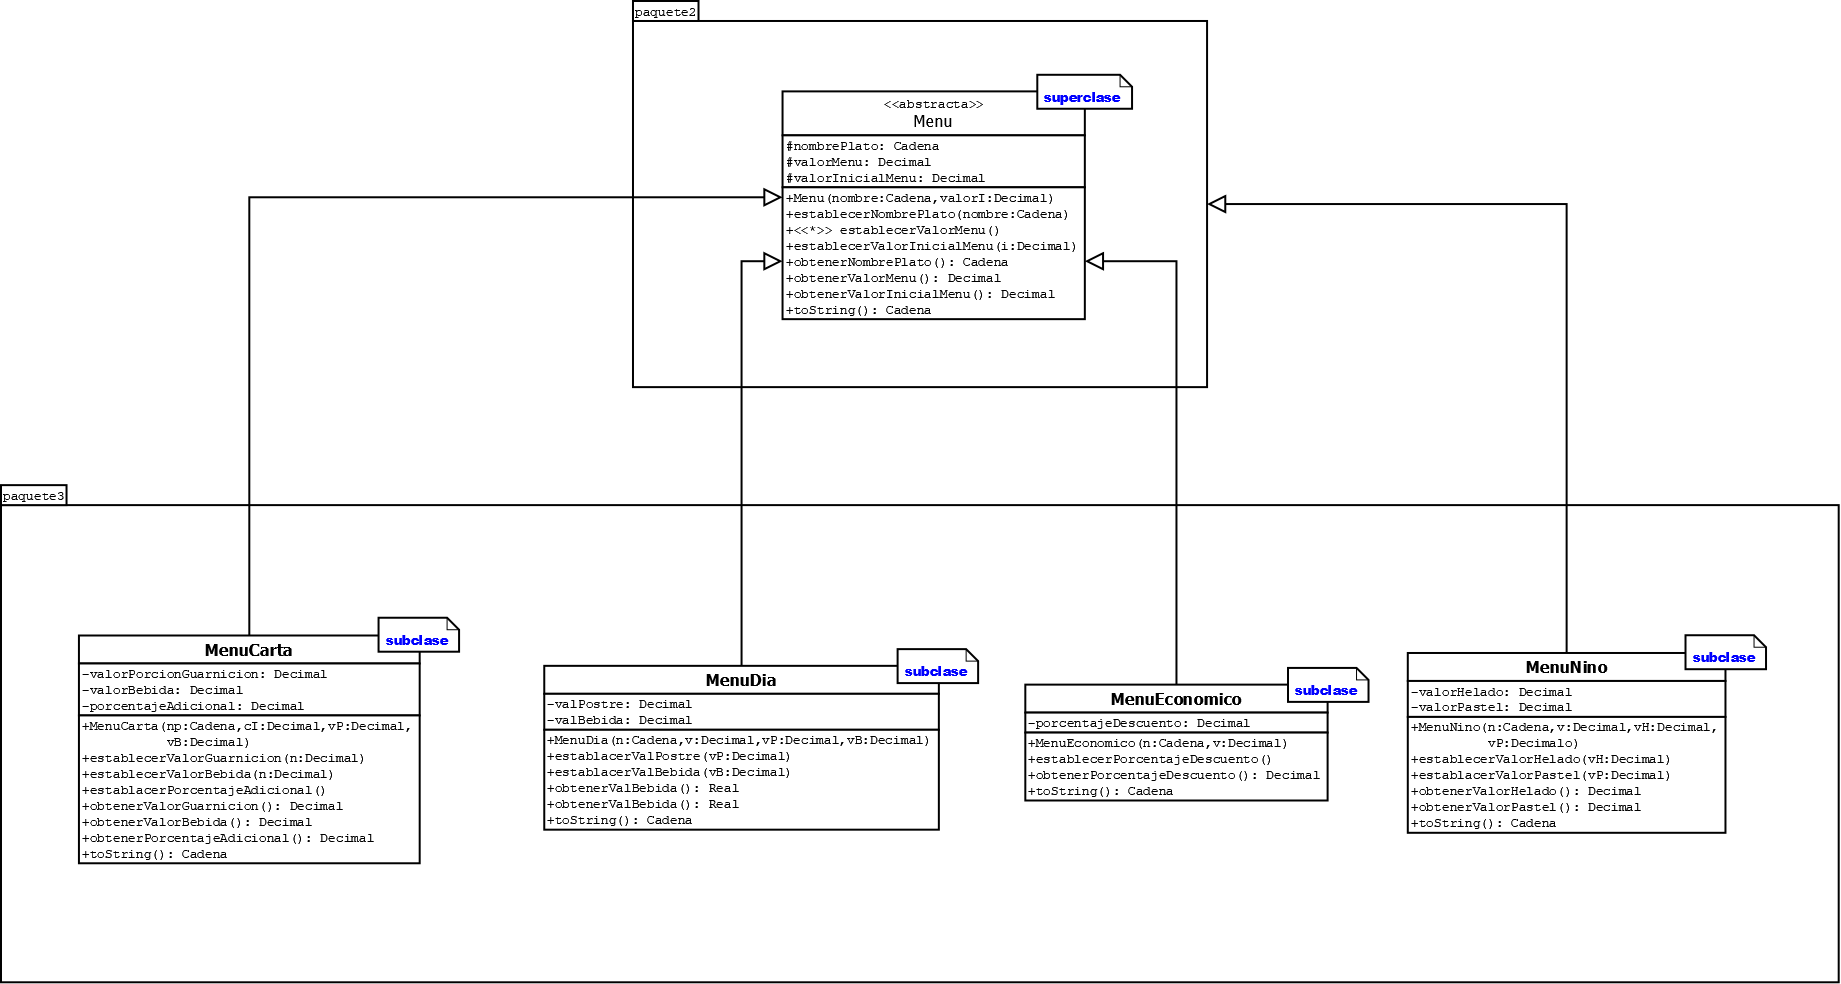 paquete2
superclase
<<abstracta>>
Menu
#nombrePlato: Cadena
#valorMenu: Decimal
#valorInicialMenu: Decimal
+Menu(nombre:Cadena,valorI:Decimal)
+establecerNombrePlato(nombre:Cadena)
+<<*>> establecerValorMenu()
+establecerValorInicialMenu(i:Decimal)
+obtenerNombrePlato(): Cadena
+obtenerValorMenu(): Decimal
+obtenerValorInicialMenu(): Decimal
+toString(): Cadena
paquete3
subclase
MenuCarta
-valorPorcionGuarnicion: Decimal
-valorBebida: Decimal
-porcentajeAdicional: Decimal
+MenuCarta(np:Cadena,cI:Decimal,vP:Decimal,
vB:Decimal)
+establecerValorGuarnicion(n:Decimal)
+establecerValorBebida(n:Decimal)
+establacerPorcentajeAdicional()
+obtenerValorGuarnicion(): Decimal
+obtenerValorBebida(): Decimal
+obtenerPorcentajeAdicional(): Decimal
+toString(): Cadena
subclase
MenuDia
-valPostre: Decimal
-valBebida: Decimal
+MenuDia(n:Cadena,v:Decimal,vP:Decimal,vB:Decimal)
+establacerValPostre(vP:Decimal)
+establacerValBebida(vB:Decimal)
+obtenerValBebida(): Real
+obtenerValBebida(): Real
+toString(): Cadena
subclase
MenuEconomico
-porcentajeDescuento: Decimal
+MenuEconomico(n:Cadena,v:Decimal)
+establecerPorcentajeDescuento()
+obtenerPorcentajeDescuento(): Decimal
+toString(): Cadena
subclase
MenuNino
-valorHelado: Decimal
-valorPastel: Decimal
+MenuNino(n:Cadena,v:Decimal,vH:Decimal,
vP:Decimalo)
+establecerValorHelado(vH:Decimal)
+establacerValorPastel(vP:Decimal)
+obtenerValorHelado(): Decimal
+obtenerValorPastel(): Decimal
+toString(): Cadena